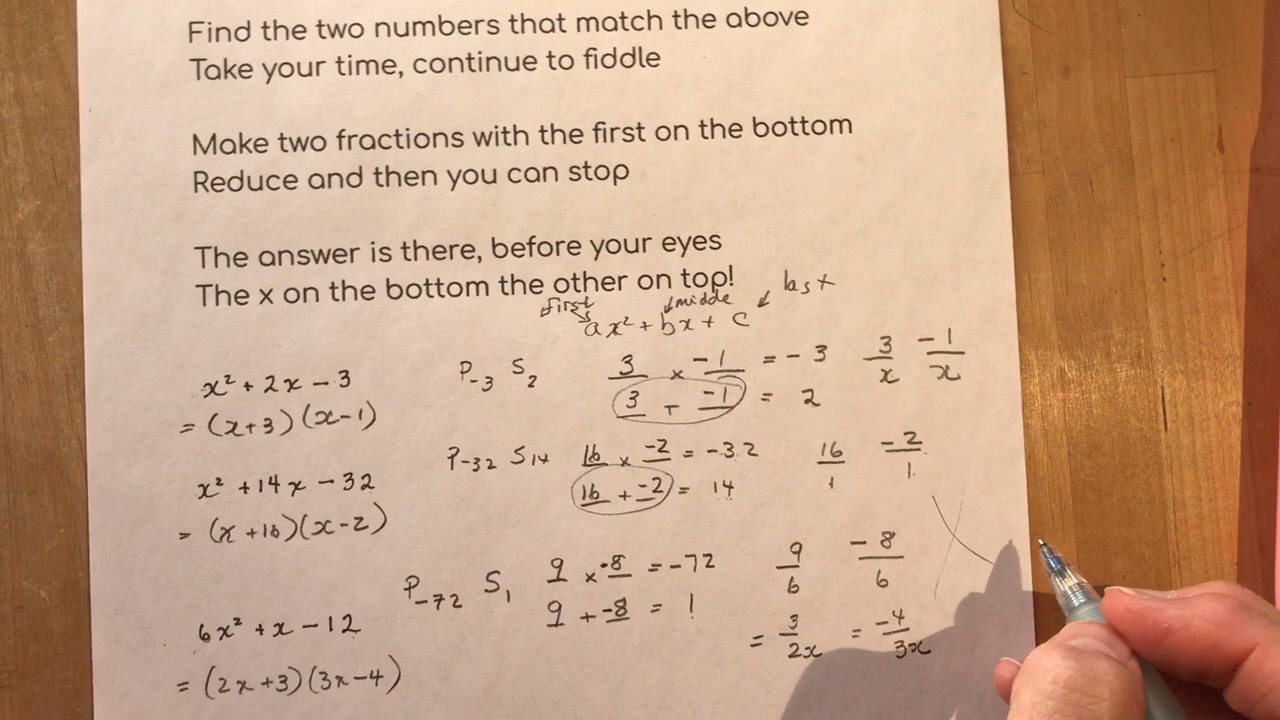 Find the two numbers that match the above
Take your time, continue to fiddle
Make two fractions with the first on the bottom
Reduce and then you can stop
The answer is there, before your eyes
The x on the bottom the other on top!
first middle last
ax² + bx + c
x² + 2x - 3 P₋₃ S₂ 3 × -1 = -3 3/x -1/x
= (x+3)(x-1) 3 + -1 = 2
x² + 14x - 32 P₋₃₂ S₁₄ 16 × -2 = -32 16/1 -2/1
= (x+16)(x-2) 16 + -2 = 14
6x² + x - 12 P₋₇₂ S₁ 9 × -8 = -72 9/6 -8/6
= (2x+3)(3x-4) 9 + -8 = 1 = 3/2x = -4/3x